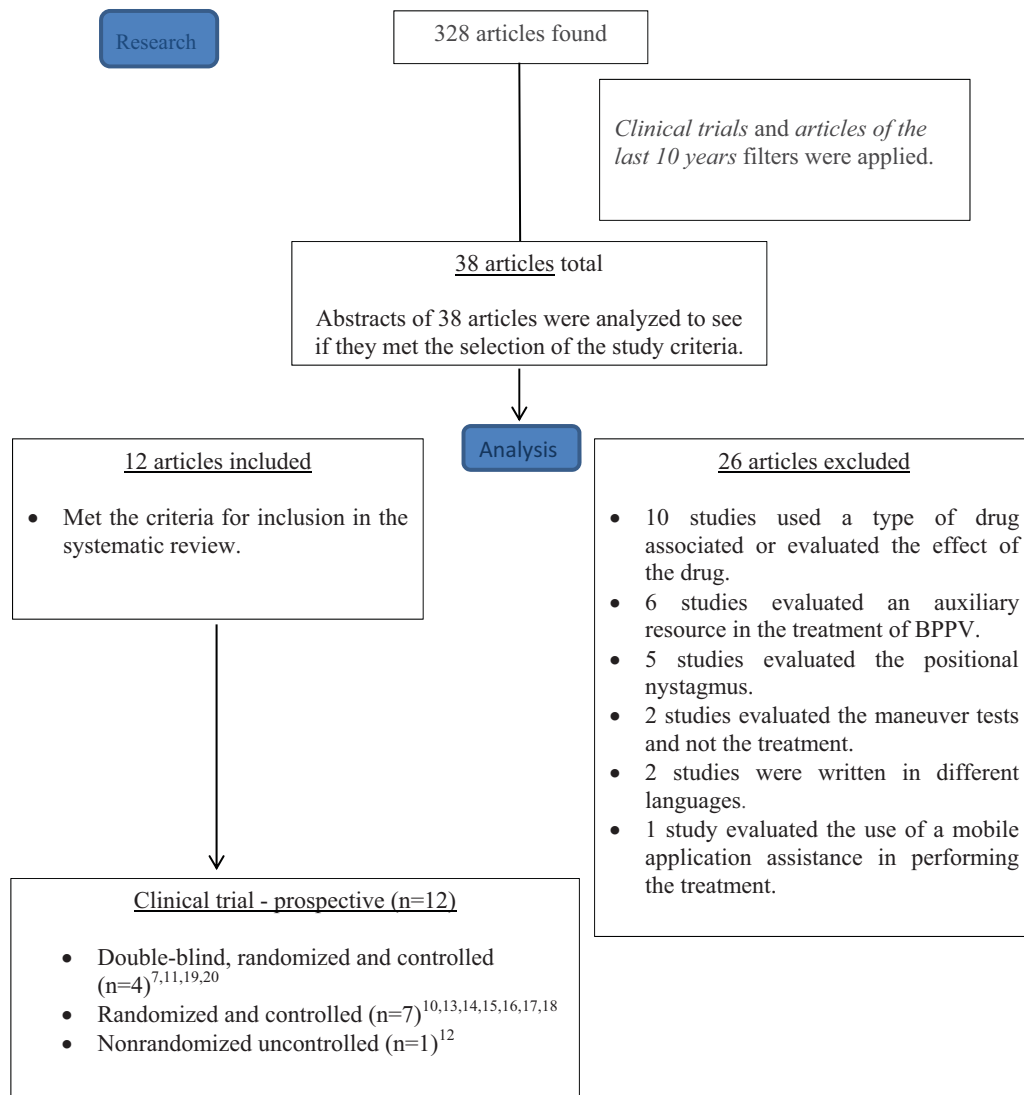 Research
328 articles found
Clinical trials and articles of the
last 10 years filters were applied.
38 articles total
Abstracts of 38 articles were analyzed to see
if they met the selection of the study criteria.
Analysis
12 articles included
• Met the criteria for inclusion in the
systematic review.
26 articles excluded
• 10 studies used a type of drug
associated or evaluated the effect of
the drug.
• 6 studies evaluated an auxiliary
resource in the treatment of BPPV.
• 5 studies evaluated the positional
nystagmus.
• 2 studies evaluated the maneuver tests
and not the treatment.
• 2 studies were written in different
languages.
• 1 study evaluated the use of a mobile
application assistance in performing
the treatment.
Clinical trial - prospective (n=12)
• Double-blind, randomized and controlled
(n=4)7,11,19,20
• Randomized and controlled (n=7)10,13,14,15,16,17,18
• Nonrandomized uncontrolled (n=1)12